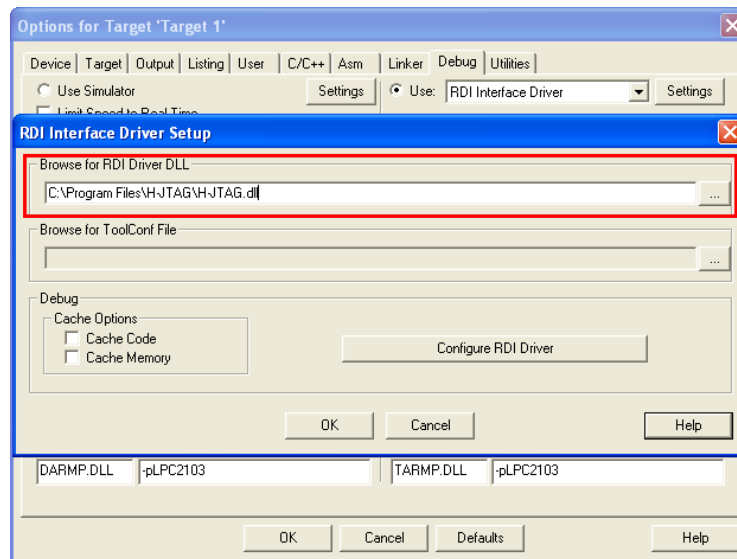 Options for Target 'Target 1'
Device Target Output Listing User C/C++ Asm Linker Debug Utilities
Use Simulator Settings Use: RDI Interface Driver Settings
Limit Speed to Real-Time
RDI Interface Driver Setup
Browse for RDI Driver DLL
C:\Program Files\H-JTAG\H-JTAG.dll ...
Browse for ToolConf File
...
Debug
Cache Options
Cache Code
Cache Memory
Configure RDI Driver
OK Cancel Help
DARMP.DLL -pLPC2103 TARMP.DLL -pLPC2103
OK Cancel Defaults Help